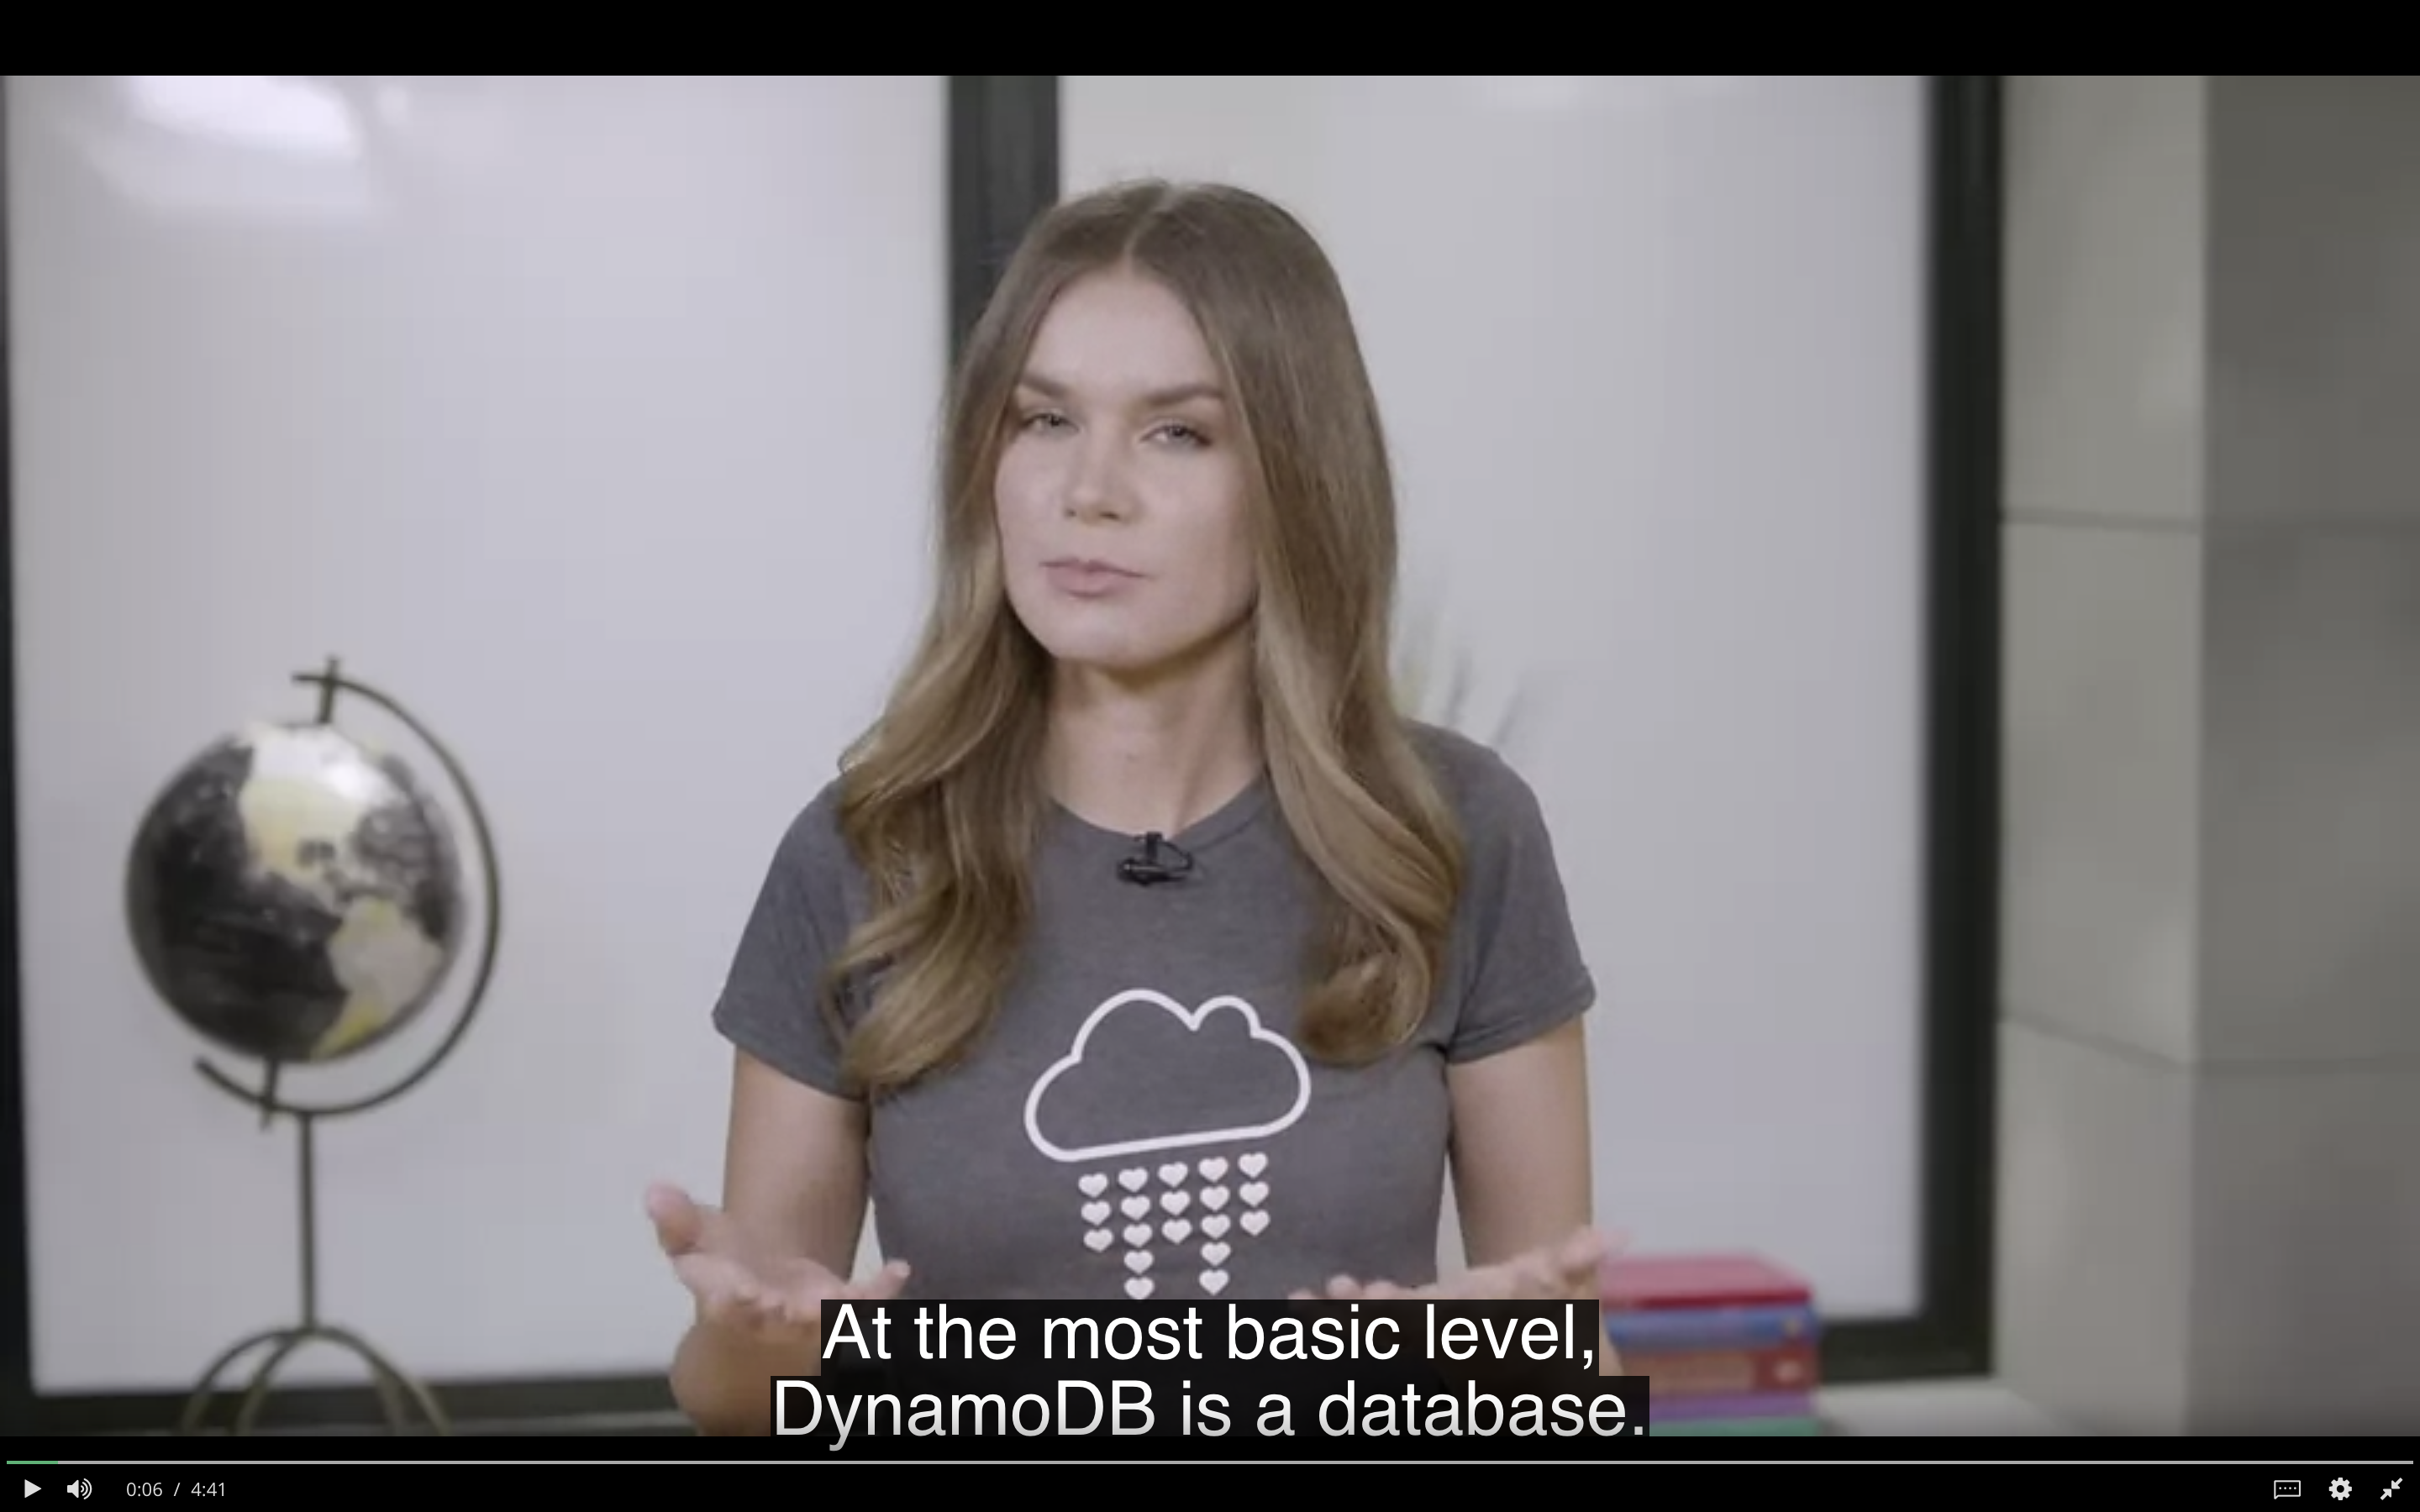 At the most basic level,
DynamoDB is a database.
0:06 / 4:41